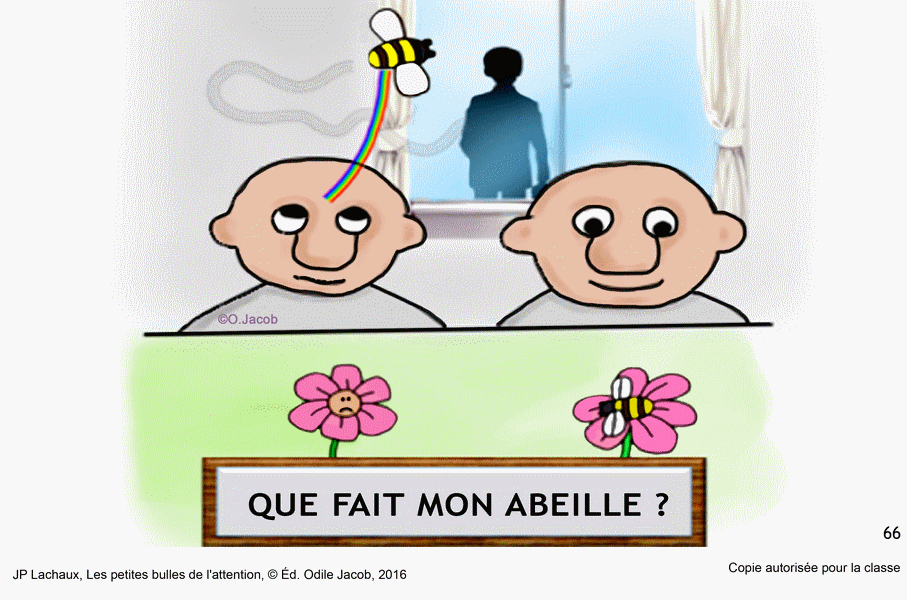 ©O.Jacob
QUE FAIT MON ABEILLE ?
66
Copie autorisée pour la classe
JP Lachaux, Les petites bulles de l'attention, © Éd. Odile Jacob, 2016